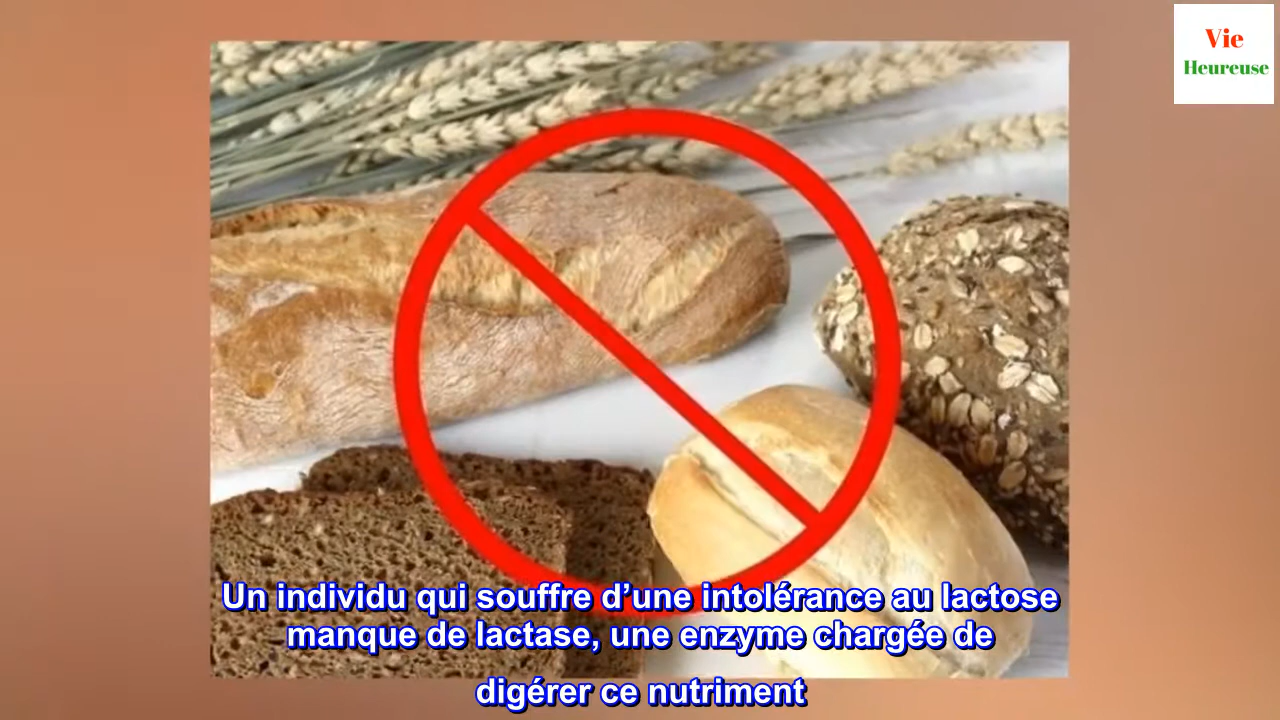 Vie
Heureuse
Un individu qui souffre d’une intolérance au lactose
manque de lactase, une enzyme chargée de
digérer ce nutriment